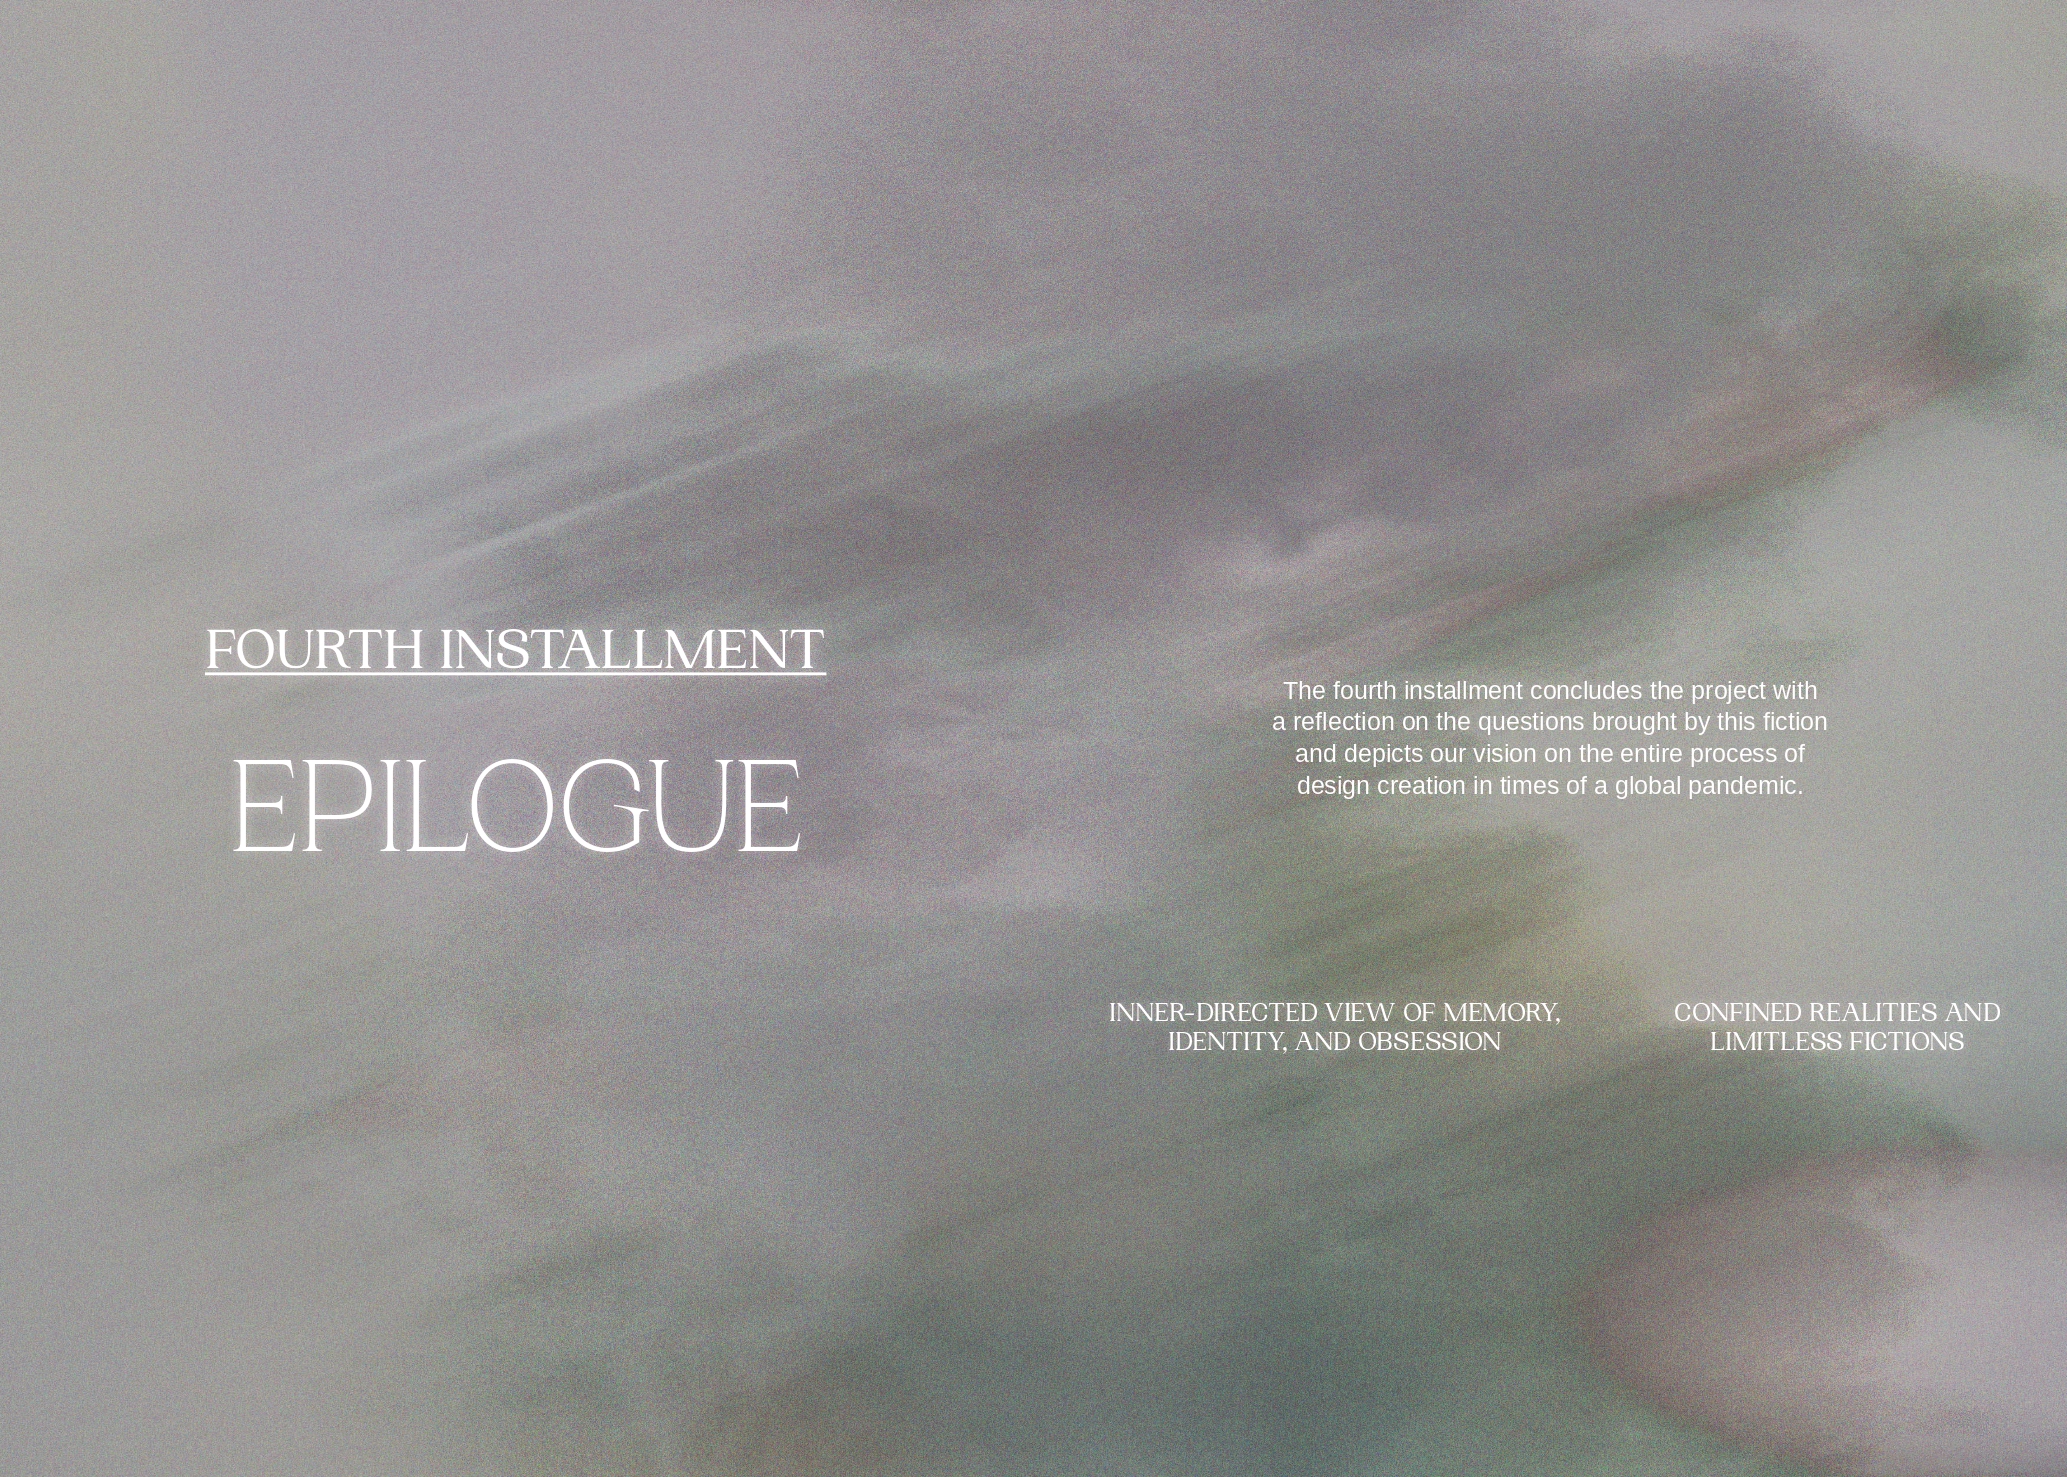 FOURTH INSTALLMENT
EPILOGUE
The fourth installment concludes the project with
a reflection on the questions brought by this fiction
and depicts our vision on the entire process of
design creation in times of a global pandemic.
INNER-DIRECTED VIEW OF MEMORY,
IDENTITY, AND OBSESSION
CONFINED REALITIES AND
LIMITLESS FICTIONS